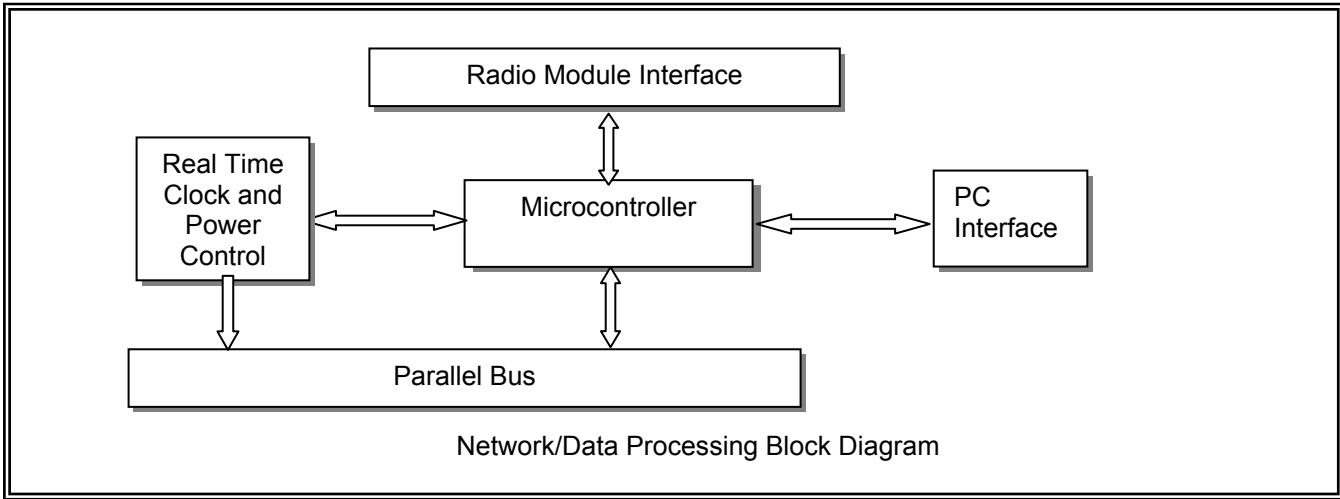 Radio Module Interface
Real Time
Clock and
Power
Control
Microcontroller
PC
Interface
Parallel Bus
Network/Data Processing Block Diagram